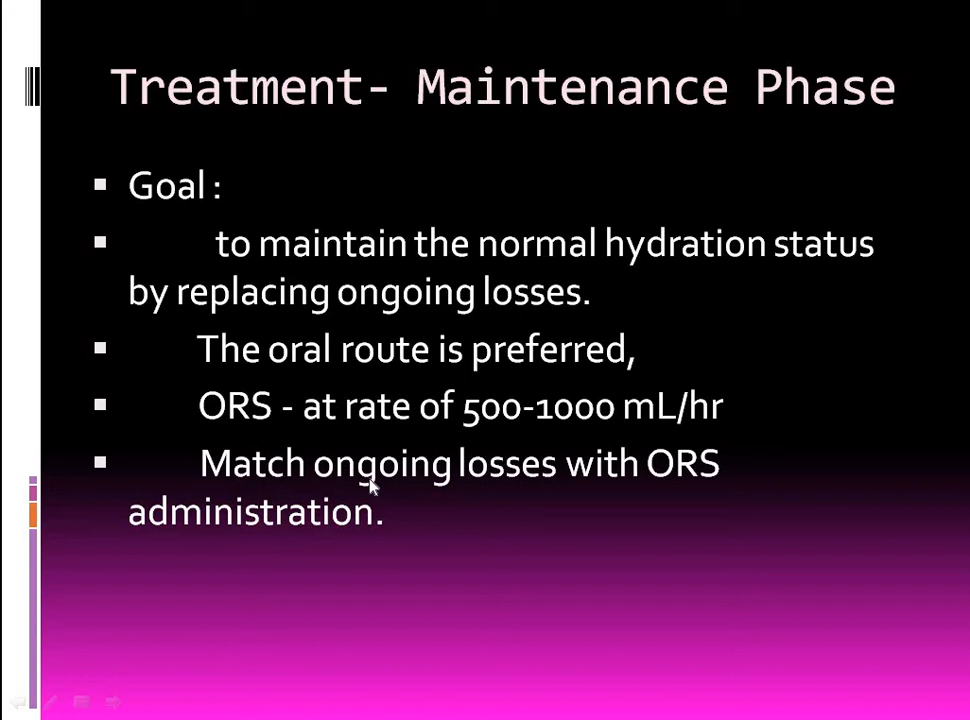 Treatment- Maintenance Phase
Goal :
to maintain the normal hydration status
by replacing ongoing losses.
The oral route is preferred,
ORS - at rate of 500-1000 mL/hr
Match ongoing losses with ORS
administration.